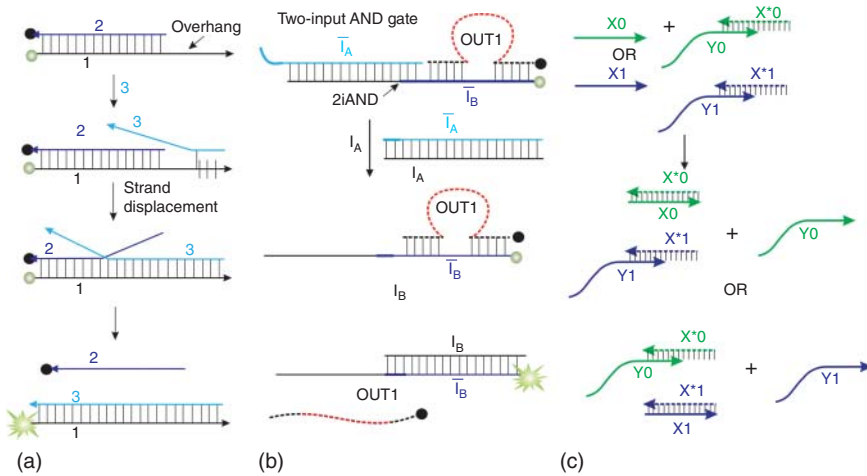 2
Overhang
1
3
3
2
1
Strand
displacement
2
3
1
2
3
1
(a)
Two-input AND gate
OUT1
I̅A
2iAND
I̅B
IA
I̅A
IA
OUT1
I̅B
IB
IB
I̅B
OUT1
(b)
X0
+
X*0
Y0
OR
X1
X*1
Y1
X*0
X0
X*1
+
Y1
Y0
OR
X*0
Y0
+
X*1
Y1
X1
(c)